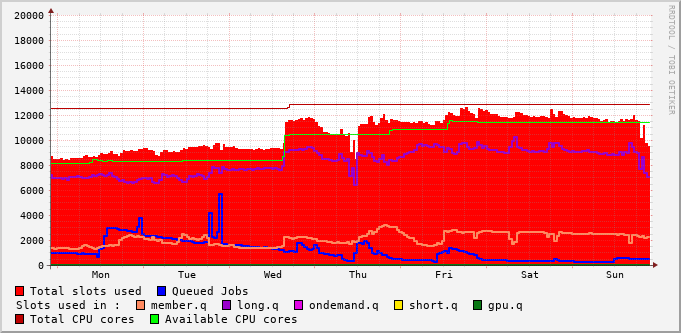 20000
18000
16000
14000
12000
10000
8000
6000
4000
2000
0
Mon Tue Wed Thu Fri Sat Sun
RRDTOOL / TOBI OETIKER
Total slots used Queued Jobs
Slots used in : member.q long.q ondemand.q short.q gpu.q
Total CPU cores Available CPU cores